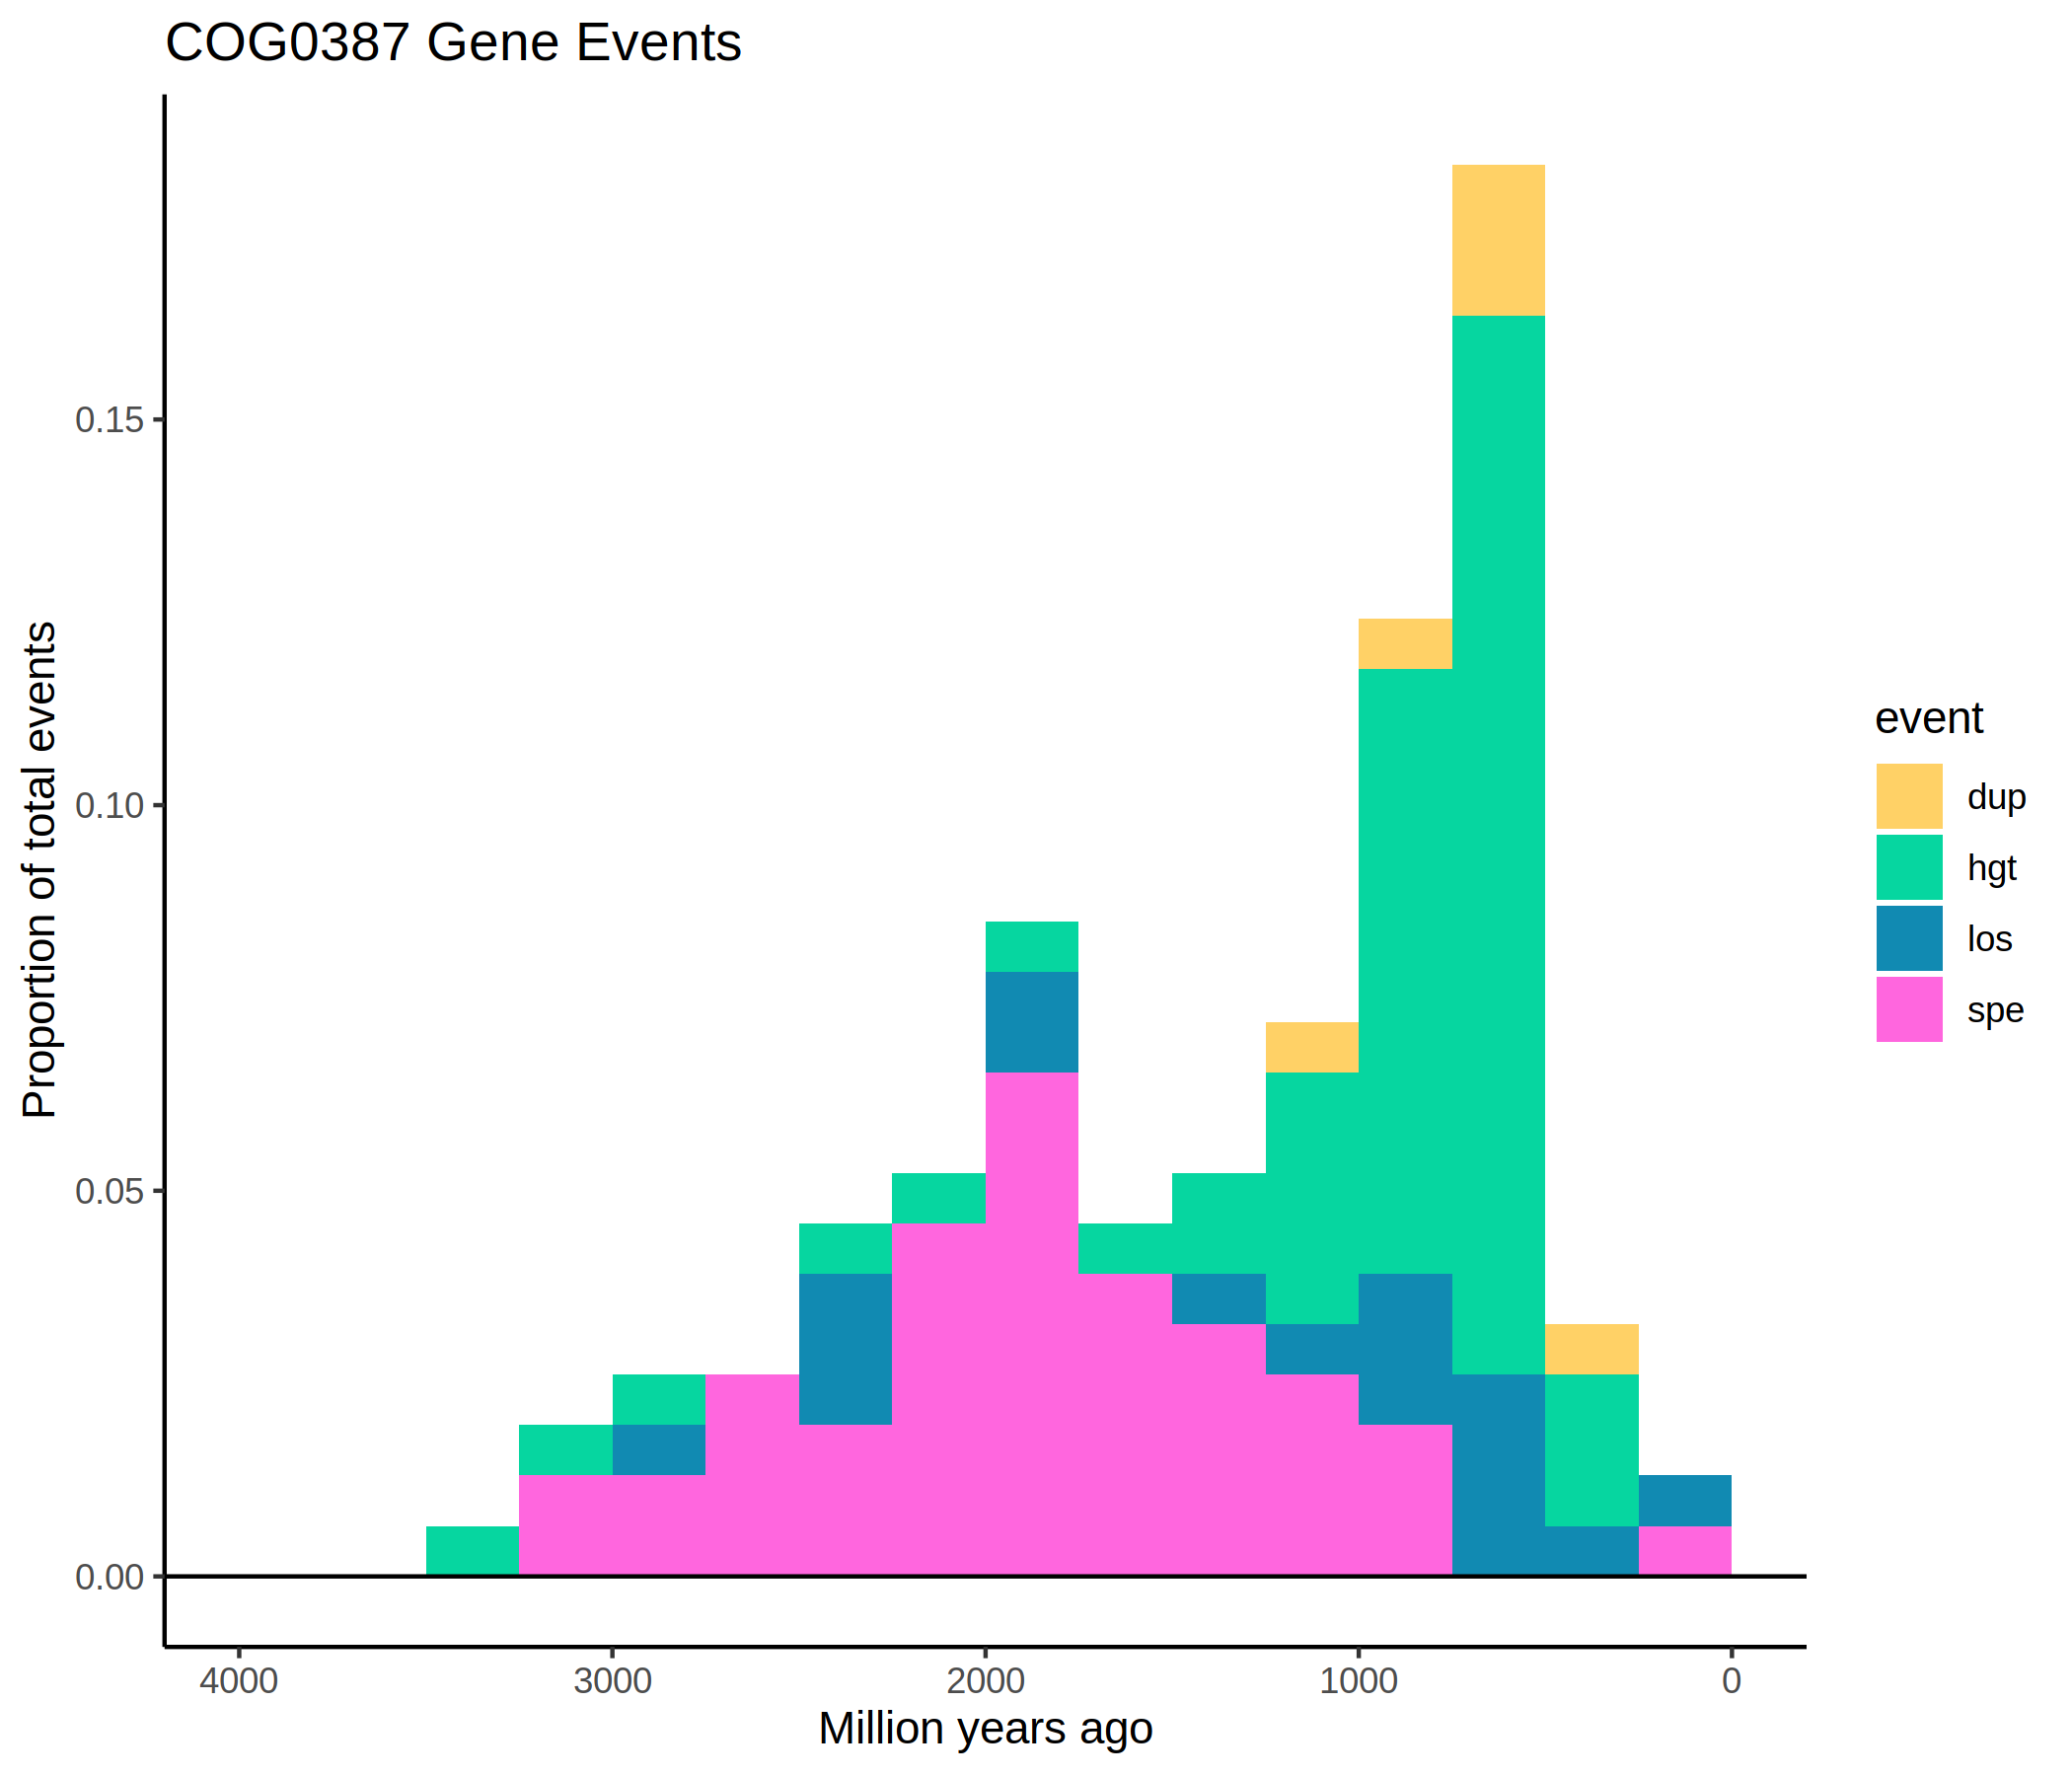 COG0387 Gene Events
Proportion of total events
0.15
0.10
0.05
0.00
4000 3000 2000 1000 0
Million years ago
event
dup
hgt
los
spe